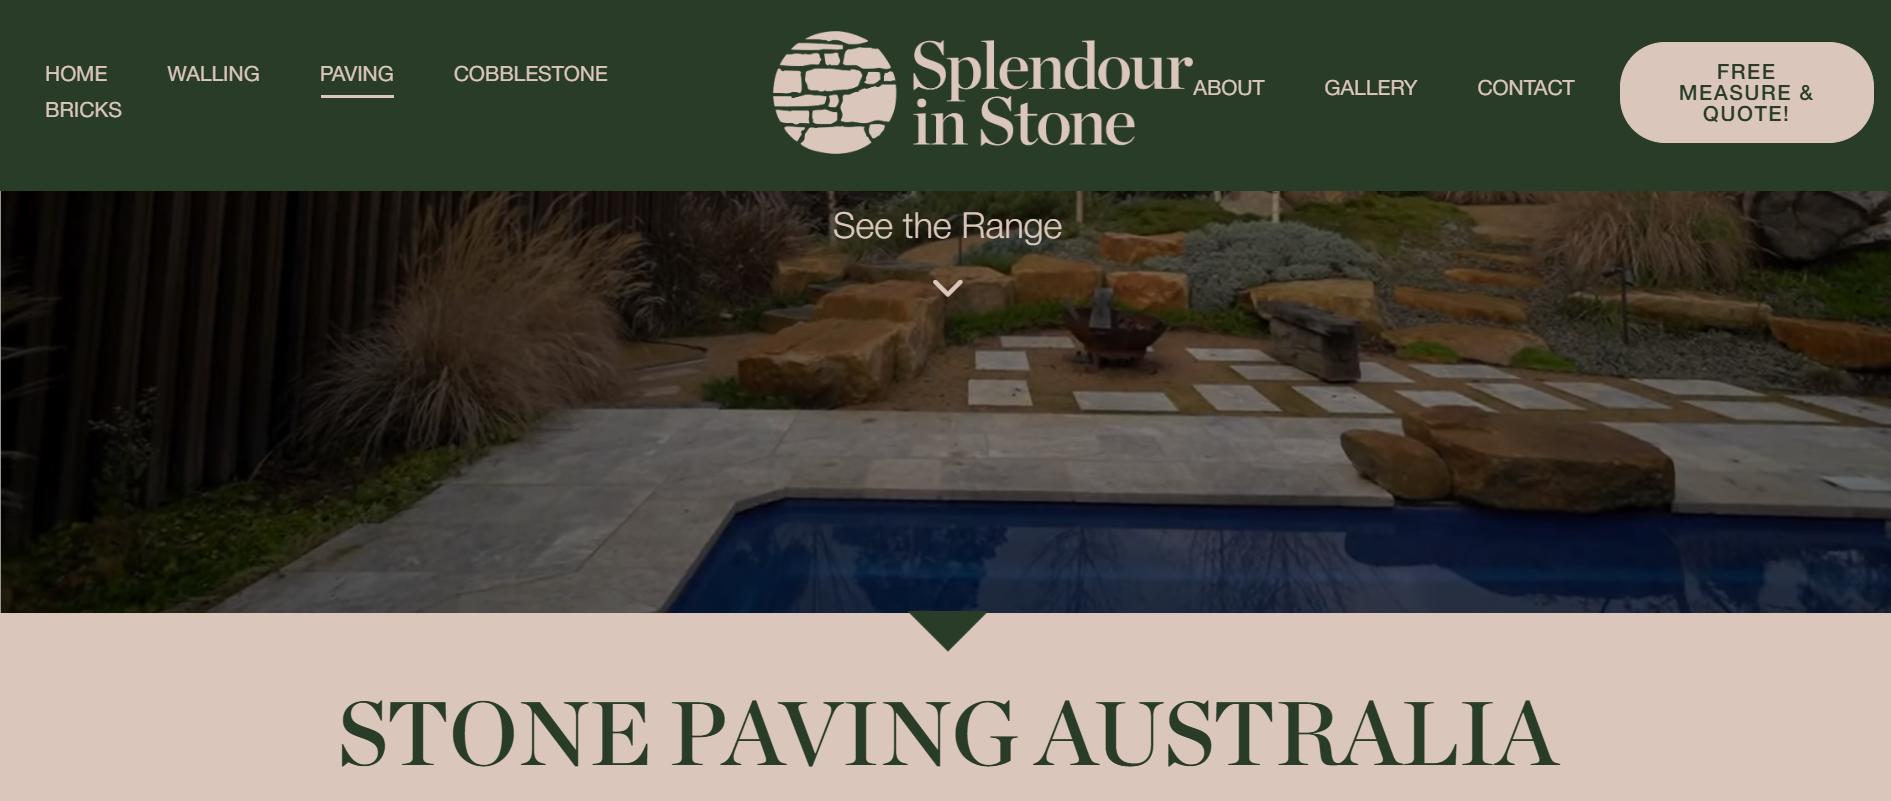 HOME WALLING PAVING COBBLESTONE
BRICKS
Splendour
in Stone
ABOUT GALLERY CONTACT
FREE
MEASURE &
QUOTE!
See the Range
STONE PAVING AUSTRALIA